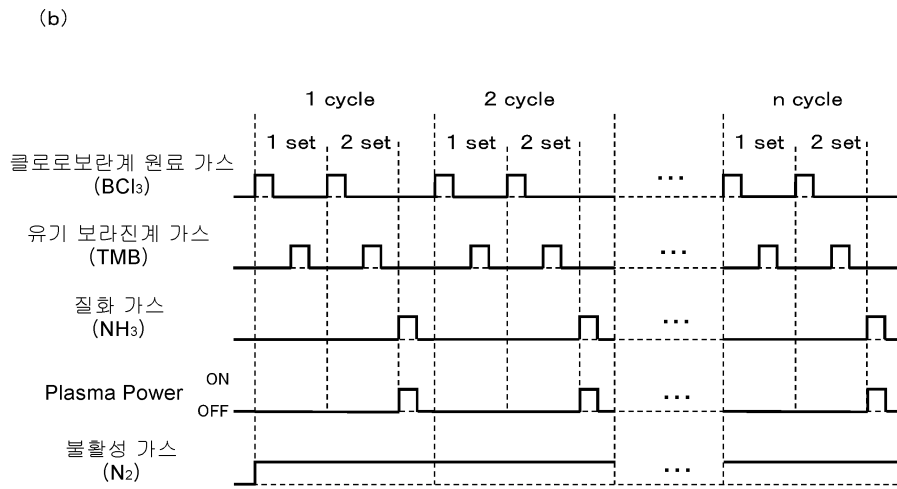 (b)
1 cycle 2 cycle n cycle
1 set 2 set 1 set 2 set 1 set 2 set
클로로보란계 원료 가스
(BCl₃)
...
유기 보라진계 가스
(TMB)
...
질화 가스
(NH₃)
...
ON
Plasma Power
OFF
...
불활성 가스
(N₂)
...